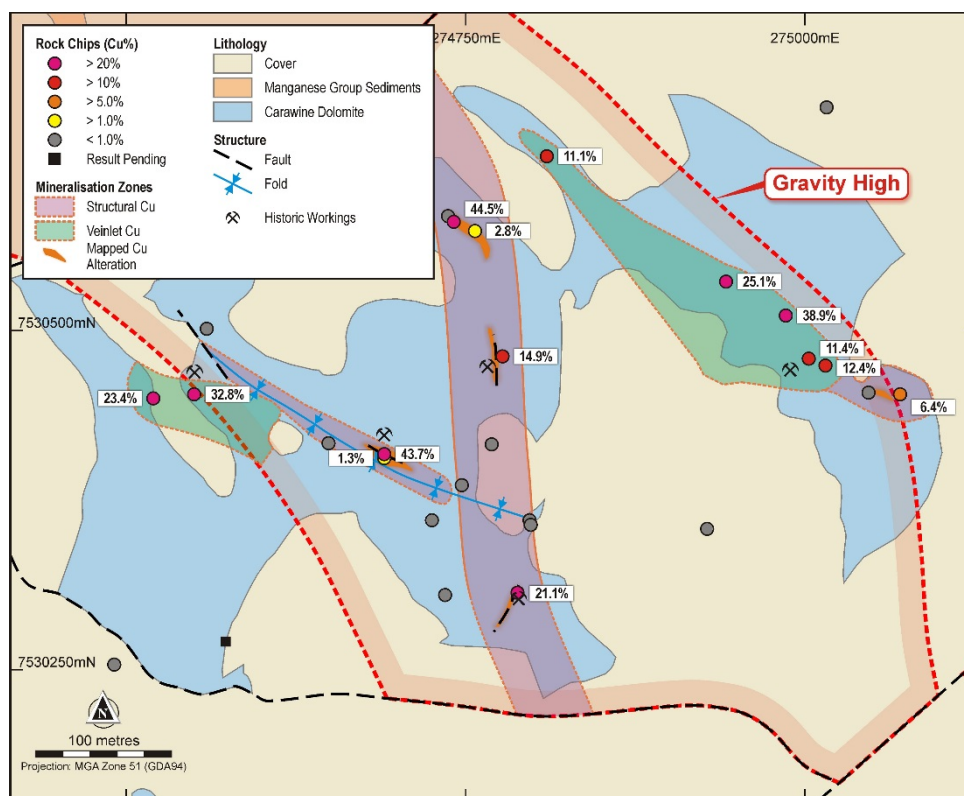 274750mE
275000mE
Rock Chips (Cu%)
> 20%
> 10%
> 5.0%
> 1.0%
< 1.0%
Result Pending
Mineralisation Zones
Structural Cu
Veinlet Cu
Mapped Cu
Alteration
Lithology
Cover
Manganese Group Sediments
Carawine Dolomite
Structure
Fault
Fold
Historic Workings
11.1%
Gravity High
44.5%
2.8%
25.1%
38.9%
7530500mN
14.9%
11.4%
12.4%
23.4%
32.8%
6.4%
1.3%
43.7%
21.1%
7530250mN
N
100 metres
Projection: MGA Zone 51 (GDA94)